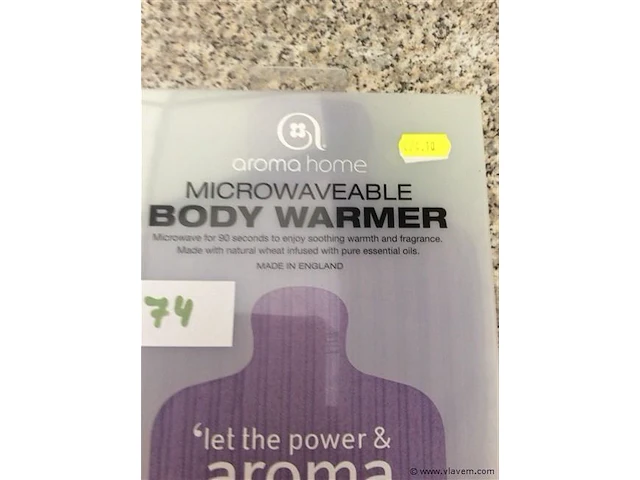 aroma home
MICROWAVEABLE
BODY WARMER
Microwave for 90 seconds to enjoy soothing warmth and fragrance.
Made with natural wheat infused with pure essential oils.
MADE IN ENGLAND
74
‘let the power &
aroma
© www.vlavem.com